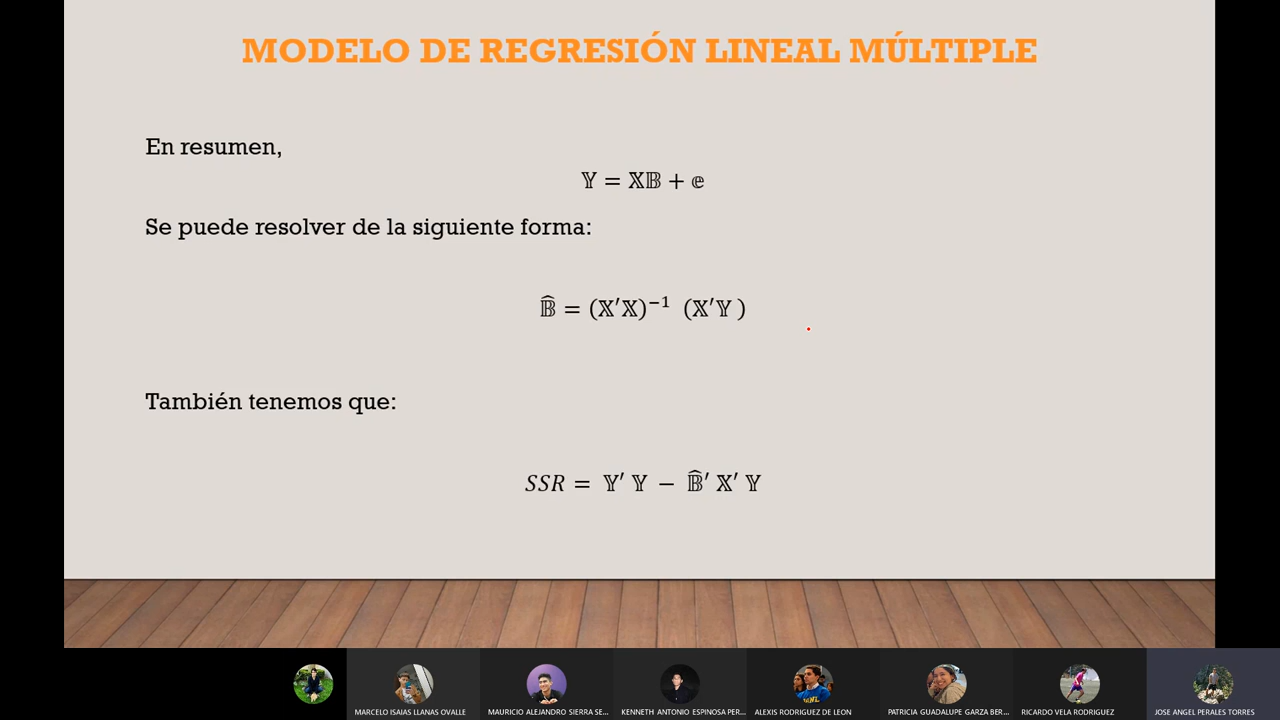 MODELO DE REGRESIÓN LINEAL MÚLTIPLE
En resumen,
𝕐 = 𝕏𝔹 + 𝕖
Se puede resolver de la siguiente forma:
𝔹̂ = (𝕏′𝕏)⁻¹ (𝕏′𝕐 )
También tenemos que:
SSR = 𝕐′ 𝕐 − 𝔹̂′ 𝕏′ 𝕐
MARCELO ISAIAS LLANAS OVALLE
MAURICIO ALEJANDRO SIERRA SE...
KENNETH ANTONIO ESPINOSA PER...
ALEXIS RODRIGUEZ DE LEON
PATRICIA GUADALUPE GARZA BER...
RICARDO VELA RODRIGUEZ
JOSE ANGEL PERALES TORRES